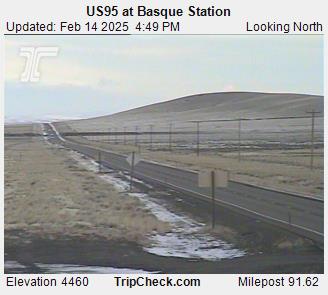 US95 at Basque Station
Updated: Feb 14 2025 4:49 PM Looking North
Elevation 4460 TripCheck.com Milepost 91.62